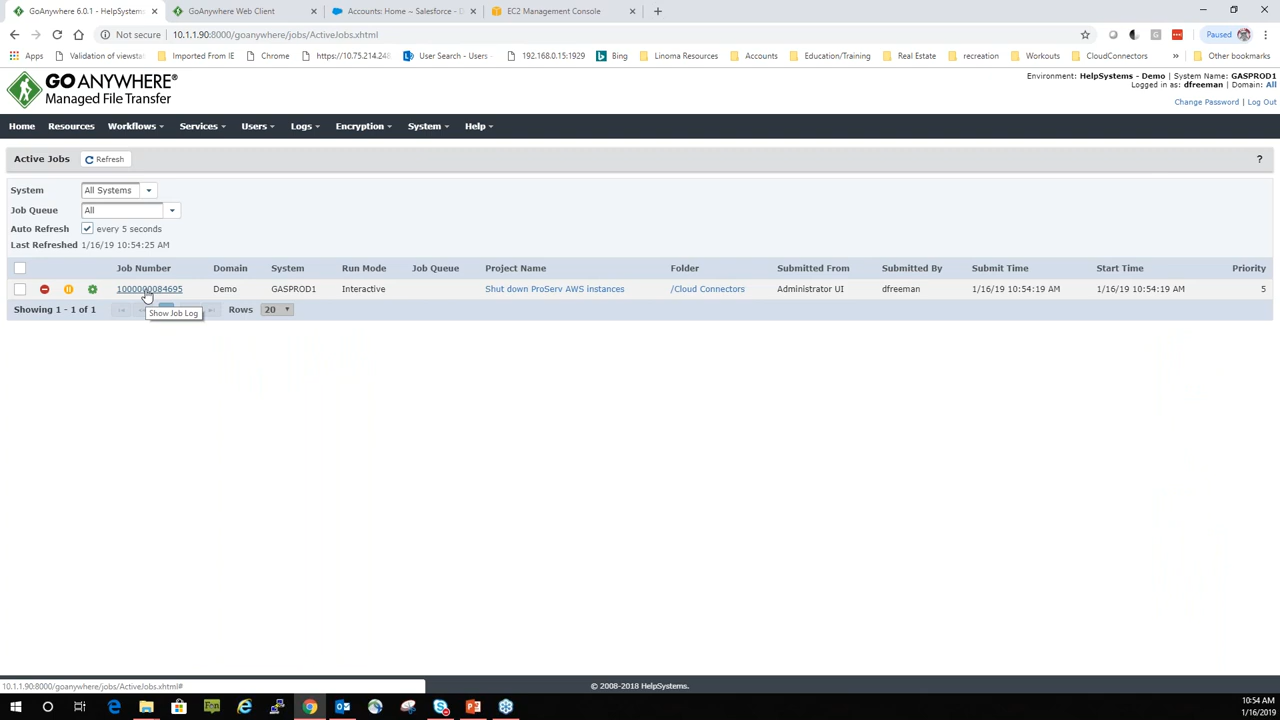 GoAnywhere 6.0.1 - HelpSystems
GoAnywhere Web Client
Accounts: Home ~ Salesforce - D
EC2 Management Console
Not secure
10.1.1.90:8000/goanywhere/jobs/ActiveJobs.xhtml
Paused
Apps
Validation of viewst
Imported From IE
Chrome
https://10.75.214.248
User Search - Users
192.168.0.15:1929
Bing
Linoma Resources
Accounts
Education/Training
Real Estate
recreation
Workouts
CloudConnectors
»
Other bookmarks
GO ANYWHERE®
Managed File Transfer
Environment: HelpSystems - Demo | System Name: GASPROD1
Logged in as: dfreeman | Domain: All
Change Password | Log Out
Home Resources Workflows Services Users Logs Encryption System Help
Active Jobs Refresh ?
System All Systems
Job Queue All
Auto Refresh every 5 seconds
Last Refreshed 1/16/19 10:54:25 AM
Job Number Domain System Run Mode Job Queue Project Name Folder Submitted From Submitted By Submit Time Start Time Priority
1000000084695 Demo GASPROD1 Interactive Shut down ProServ AWS instances /Cloud Connectors Administrator UI dfreeman 1/16/19 10:54:19 AM 1/16/19 10:54:19 AM 5
Showing 1 - 1 of 1 Rows 20
Show Job Log
10.1.1.90:8000/goanywhere/jobs/ActiveJobs.xhtml#
© 2008-2018 HelpSystems.
10:54 AM
1/16/2019